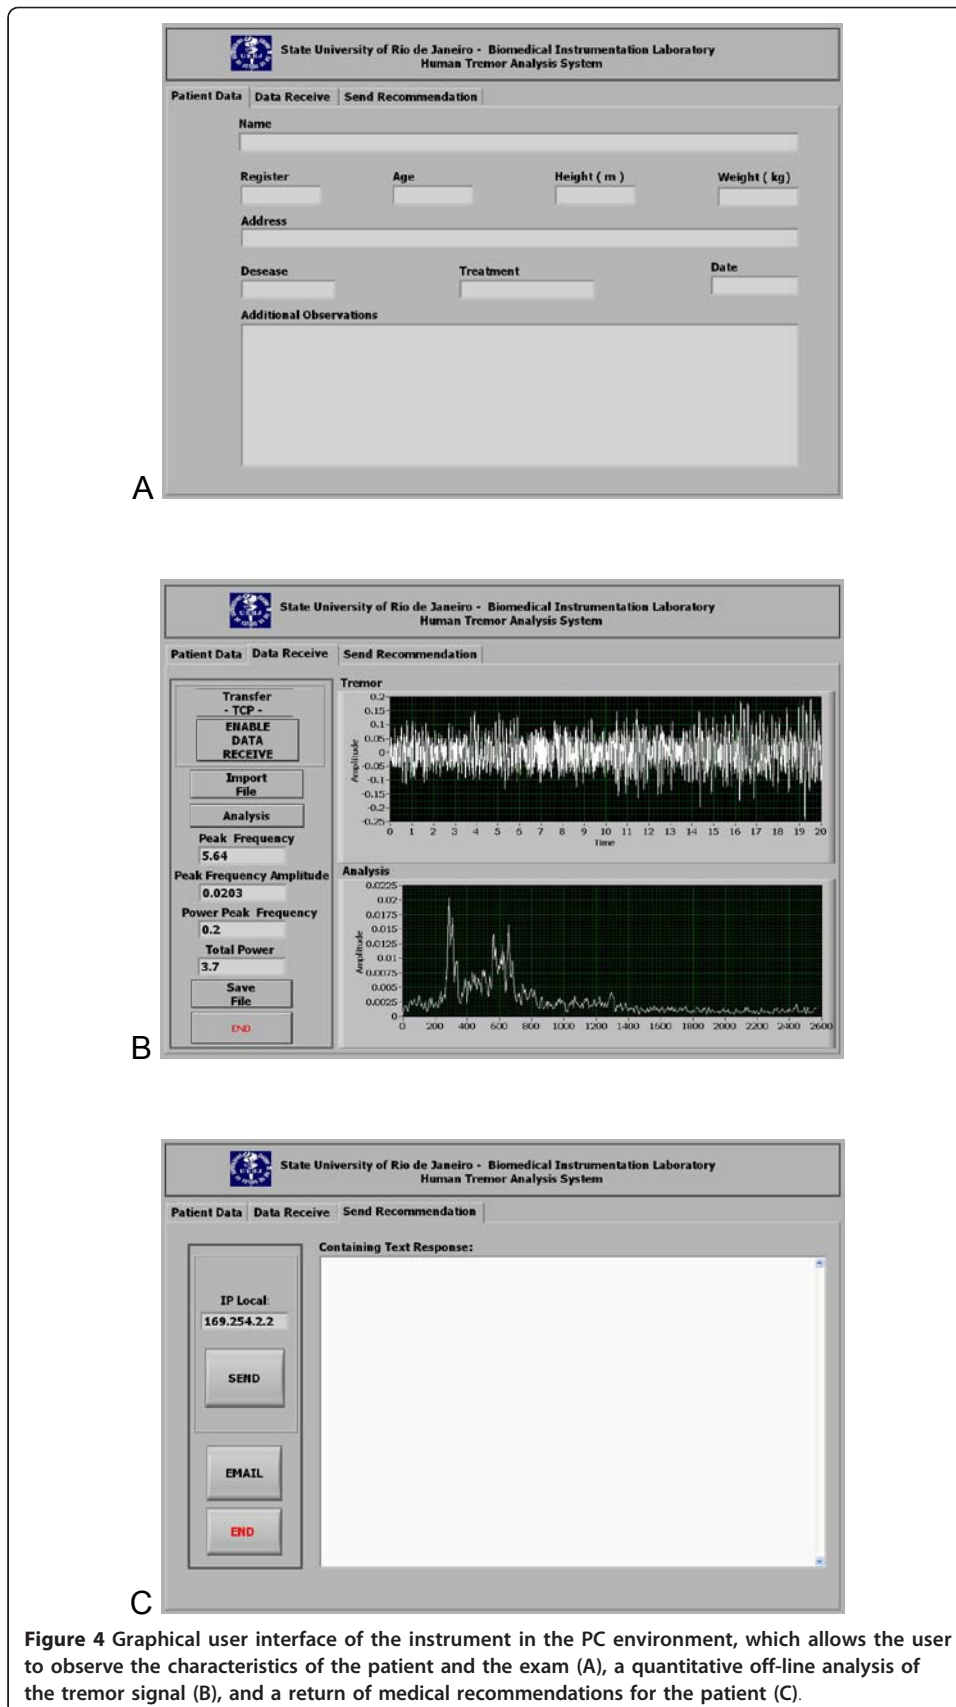 State University of Rio de Janeiro - Biomedical Instrumentation Laboratory
Human Tremor Analysis System
Patient Data Data Receive Send Recommendation
Name
Register Age Height ( m ) Weight ( kg)
Address
Desease Treatment Date
Additional Observations
A
State University of Rio de Janeiro - Biomedical Instrumentation Laboratory
Human Tremor Analysis System
Patient Data Data Receive Send Recommendation
Transfer
- TCP -
ENABLE
DATA
RECEIVE
Import
File
Analysis
Peak Frequency
5.64
Peak Frequency Amplitude
0.0203
Power Peak Frequency
0.2
Total Power
3.7
Save
File
END
Tremor
Amplitude
0.2
0.15
0.1
0.05
0
-0.05
-0.1
-0.15
-0.2
-0.25
0 1 2 3 4 5 6 7 8 9 10 11 12 13 14 15 16 17 18 19 20
Time
Analysis
Amplitude
0.0225
0.02
0.0175
0.015
0.0125
0.01
0.0075
0.005
0.0025
0
0 200 400 600 800 1000 1200 1400 1600 1800 2000 2200 2400 2600
B
State University of Rio de Janeiro - Biomedical Instrumentation Laboratory
Human Tremor Analysis System
Patient Data Data Receive Send Recommendation
IP Local:
169.254.2.2
SEND
EMAIL
END
Containing Text Response:
C
Figure 4 Graphical user interface of the instrument in the PC environment, which allows the user
to observe the characteristics of the patient and the exam (A), a quantitative off-line analysis of
the tremor signal (B), and a return of medical recommendations for the patient (C).